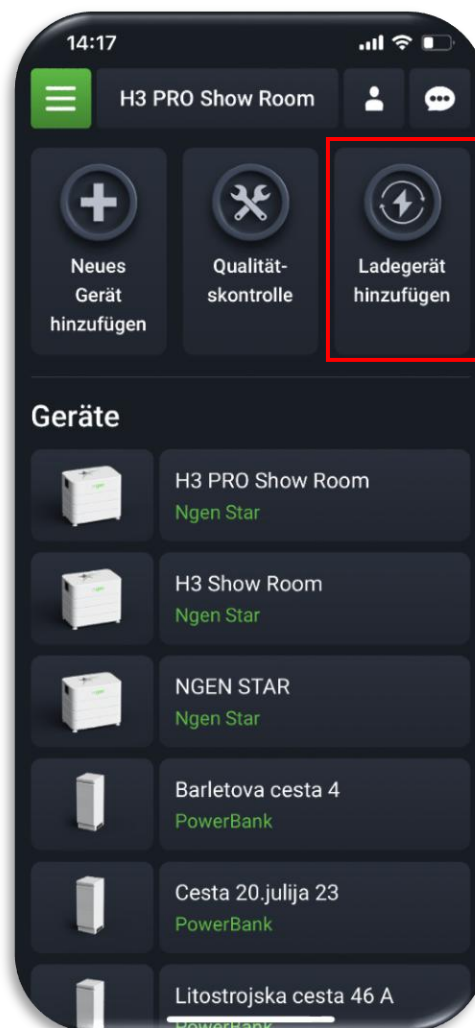 14:17
H3 PRO Show Room
Neues
Gerät
hinzufügen
Qualität-
skontrolle
Ladegerät
hinzufügen
Geräte
H3 PRO Show Room
Ngen Star
H3 Show Room
Ngen Star
NGEN STAR
Ngen Star
Barletova cesta 4
PowerBank
Cesta 20.julija 23
PowerBank
Litostrojska cesta 46 A
PowerBank